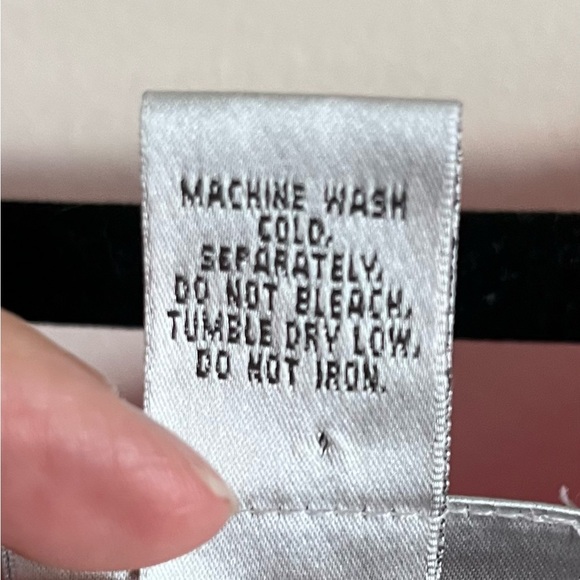 MACHINE WASH
COLD,
SEPARATELY,
DO NOT BLEACH,
TUMBLE DRY LOW,
DO NOT IRON.